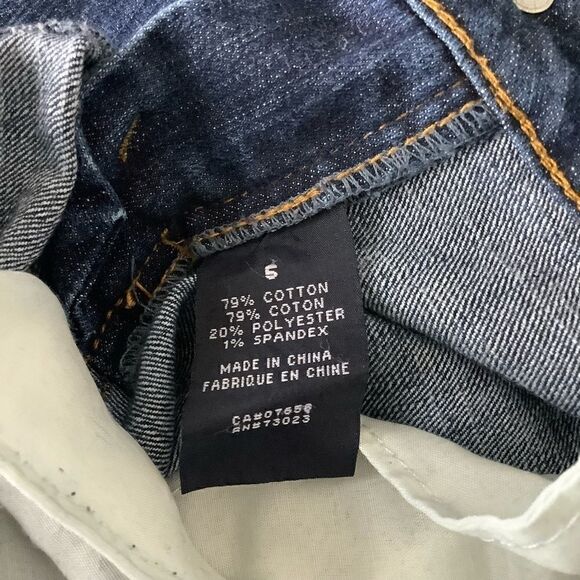 5
79% COTTON
79% COTON
20% POLYESTER
1% SPANDEX
MADE IN CHINA
FABRIQUE EN CHINE
RN#73023